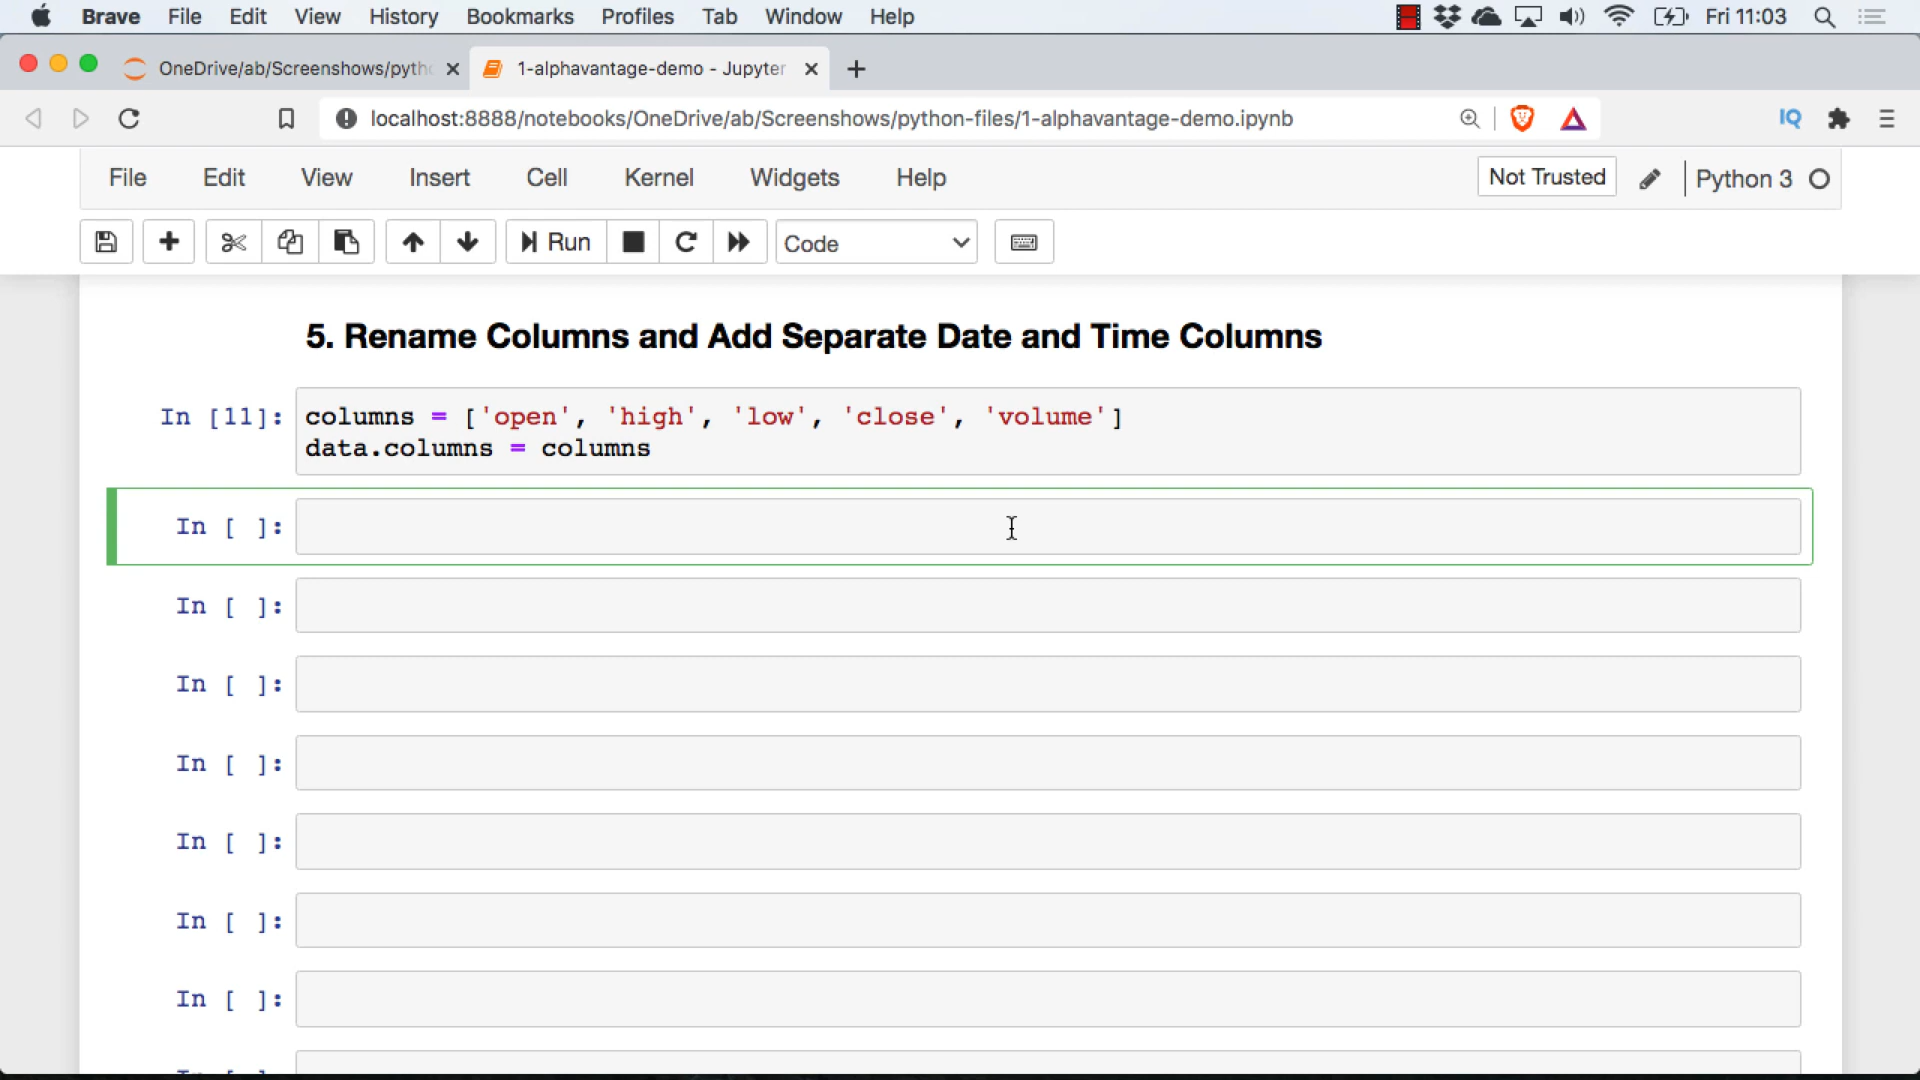 Brave File Edit View History Bookmarks Profiles Tab Window Help Fri 11:03
OneDrive/ab/Screenshows/pyth 1-alphavantage-demo - Jupyter
localhost:8888/notebooks/OneDrive/ab/Screenshows/python-files/1-alphavantage-demo.ipynb IQ
File Edit View Insert Cell Kernel Widgets Help Not Trusted Python 3
Run Code
5. Rename Columns and Add Separate Date and Time Columns
In [11]: columns = ['open', 'high', 'low', 'close', 'volume']
data.columns = columns
In [ ]:
In [ ]:
In [ ]:
In [ ]:
In [ ]:
In [ ]:
In [ ]: